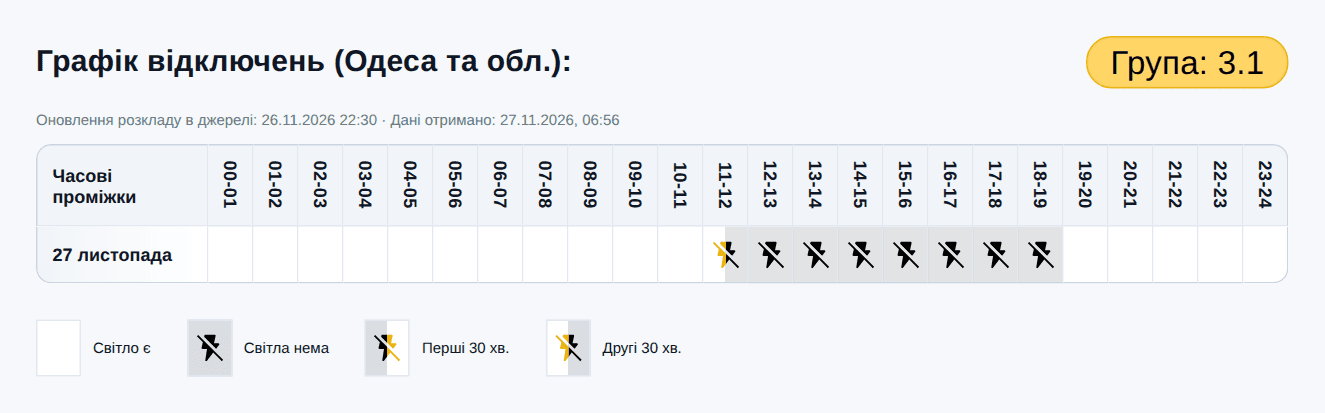 Графік відключень (Одеса та обл.):
Група: 3.1
Оновлення розкладу в джерелі: 26.11.2026 22:30 · Дані отримано: 27.11.2026, 06:56
Часові
проміжки
00-01
01-02
02-03
03-04
04-05
05-06
06-07
07-08
08-09
09-10
10-11
11-12
12-13
13-14
14-15
15-16
16-17
17-18
18-19
19-20
20-21
21-22
22-23
23-24
27 листопада
Світло є
Світла нема
Перші 30 хв.
Другі 30 хв.